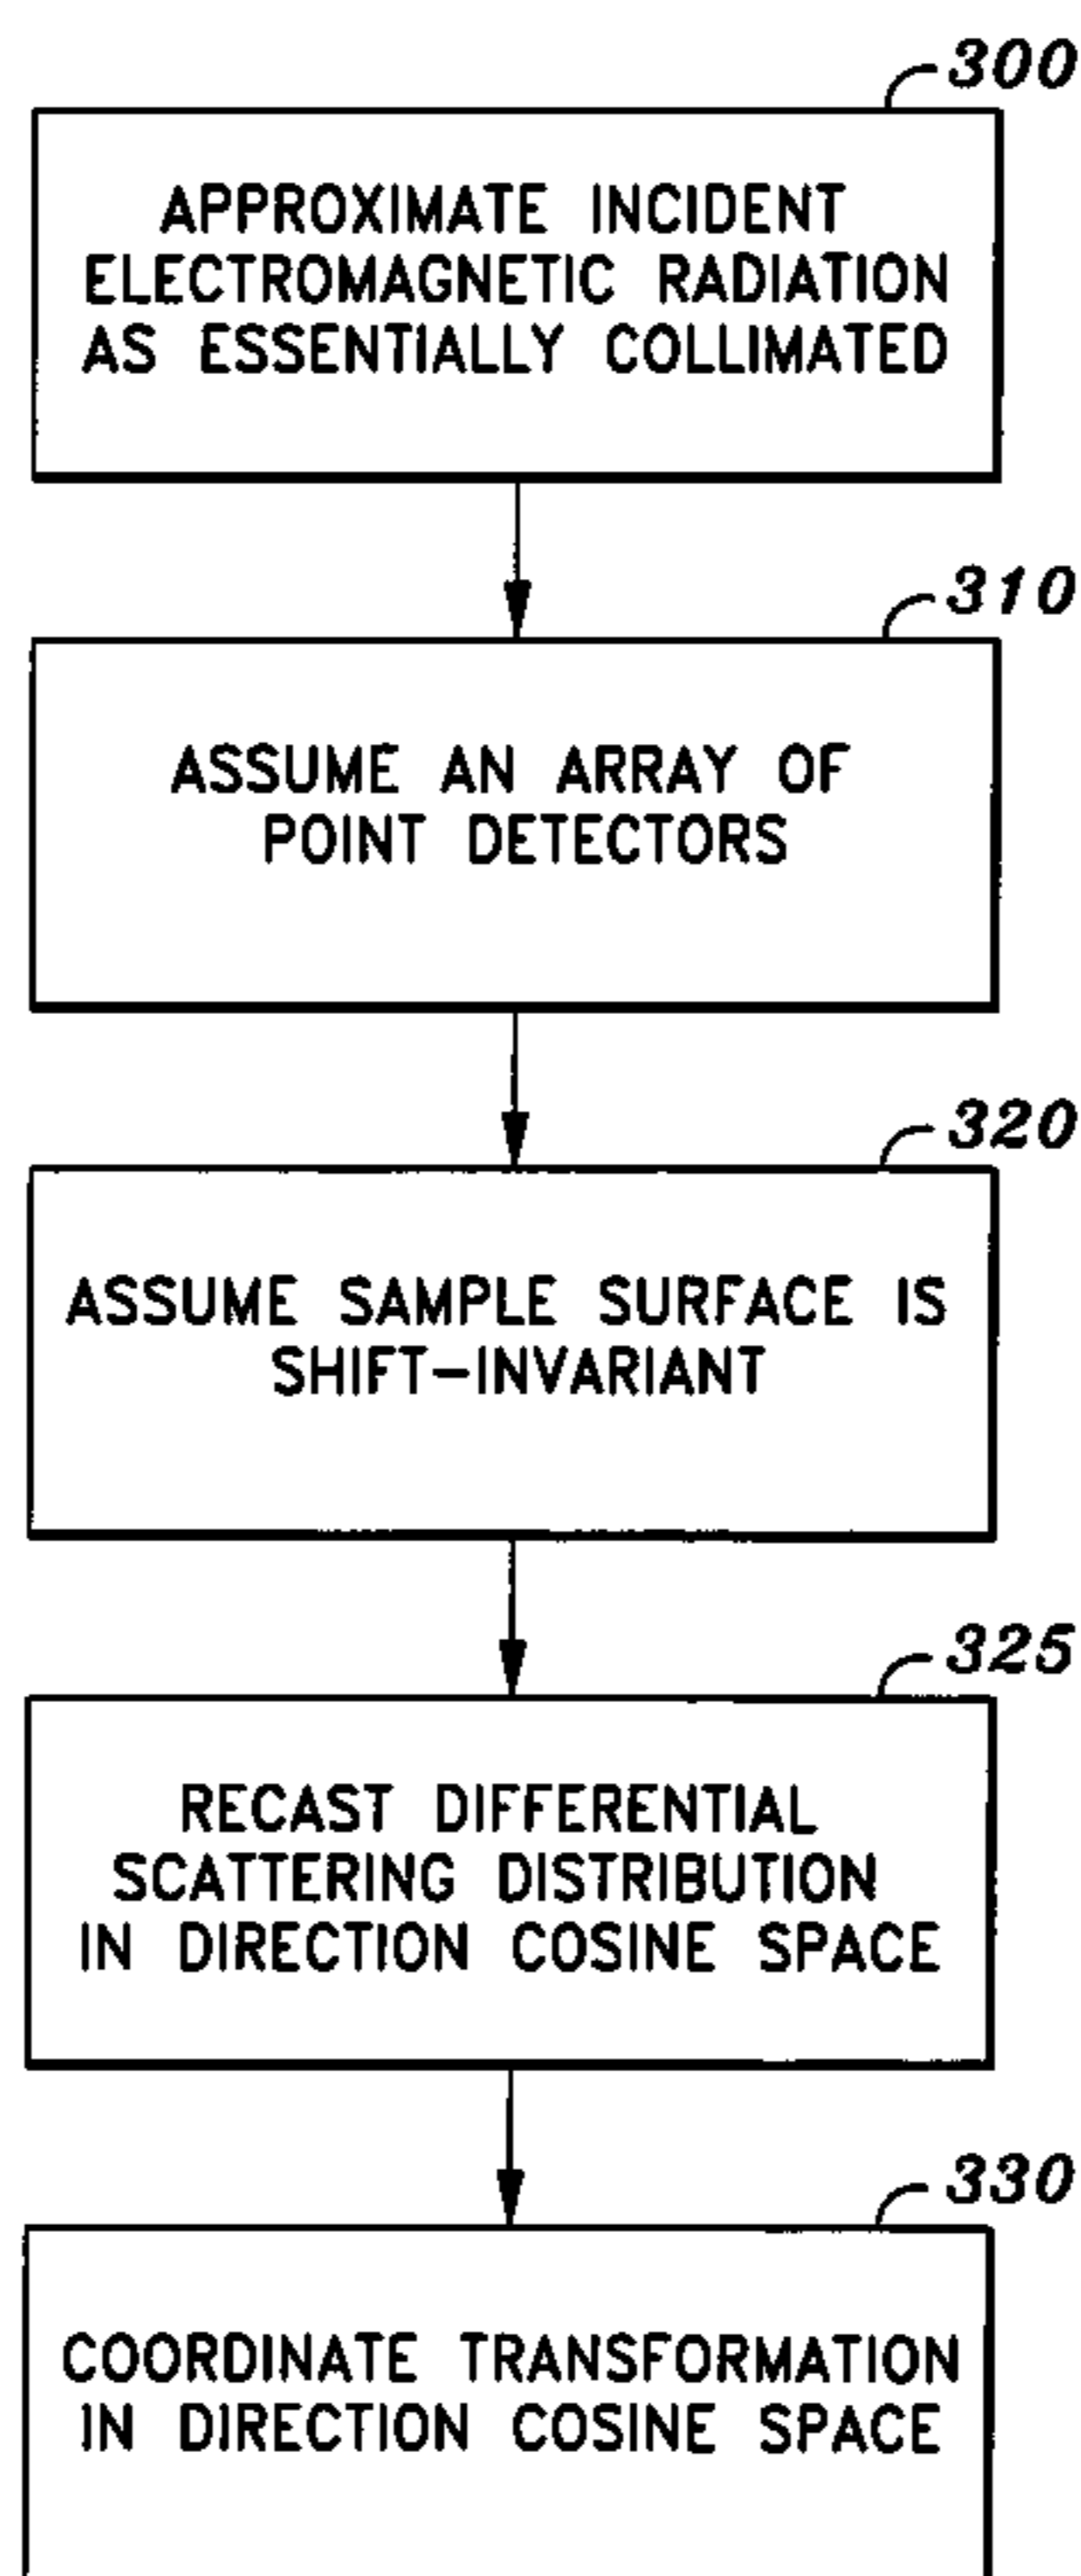 300
APPROXIMATE INCIDENT
ELECTROMAGNETIC RADIATION
AS ESSENTIALLY COLLIMATED
310
ASSUME AN ARRAY OF
POINT DETECTORS
320
ASSUME SAMPLE SURFACE IS
SHIFT-INVARIANT
325
RECAST DIFFERENTIAL
SCATTERING DISTRIBUTION
IN DIRECTION COSINE SPACE
330
COORDINATE TRANSFORMATION
IN DIRECTION COSINE SPACE